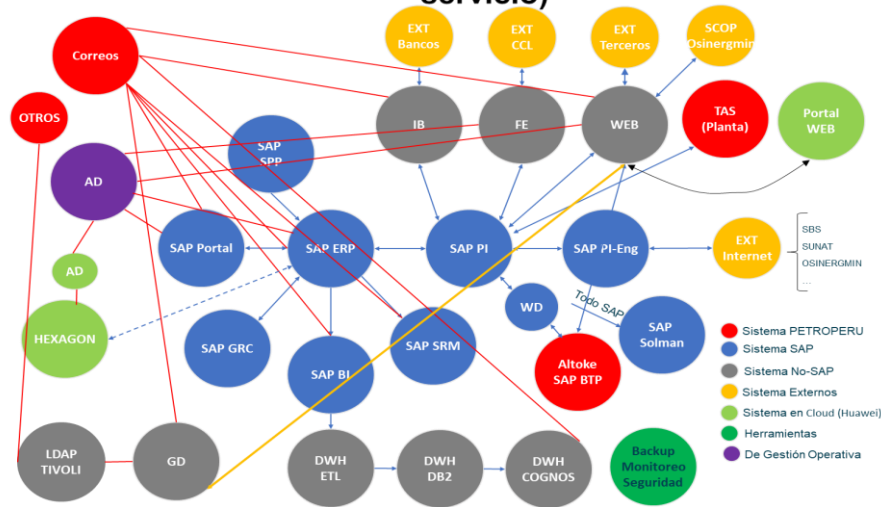 servicio)
EXT
Bancos
EXT
CCL
EXT
Terceros
SCOP
Osinergmin
Correos
OTROS
IB
FE
WEB
TAS
(Planta)
Portal
WEB
SAP
SPP
AD
SAP Portal
SAP ERP
SAP PI
SAP PI-Eng
EXT
Internet
SBS
SUNAT
OSINERGMIN
...
AD
HEXAGON
WD
Todo SAP
SAP
Solman
SAP GRC
SAP BI
SAP SRM
Altoke
SAP BTP
Sistema PETROPERU
Sistema SAP
Sistema No-SAP
Sistema Externos
Sistema en Cloud (Huawei)
Herramientas
De Gestión Operativa
LDAP
TIVOLI
GD
DWH
ETL
DWH
DB2
DWH
COGNOS
Backup
Monitoreo
Seguridad